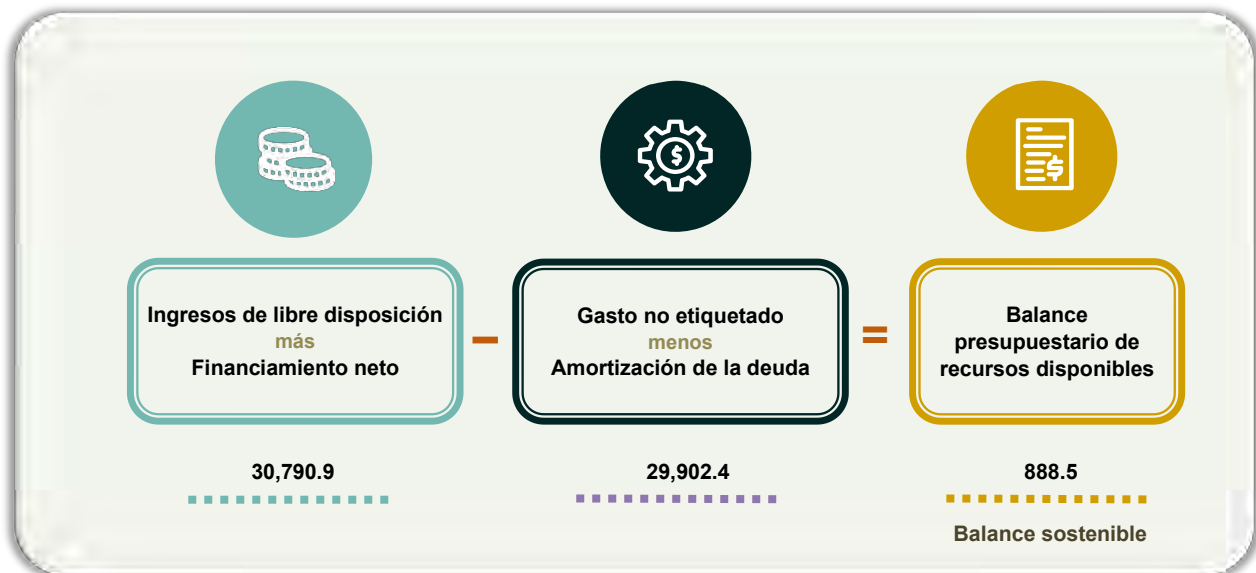 Ingresos de libre disposición
más
Financiamiento neto
–
Gasto no etiquetado
menos
Amortización de la deuda
=
Balance
presupuestario de
recursos disponibles
30,790.9
29,902.4
888.5
Balance sostenible